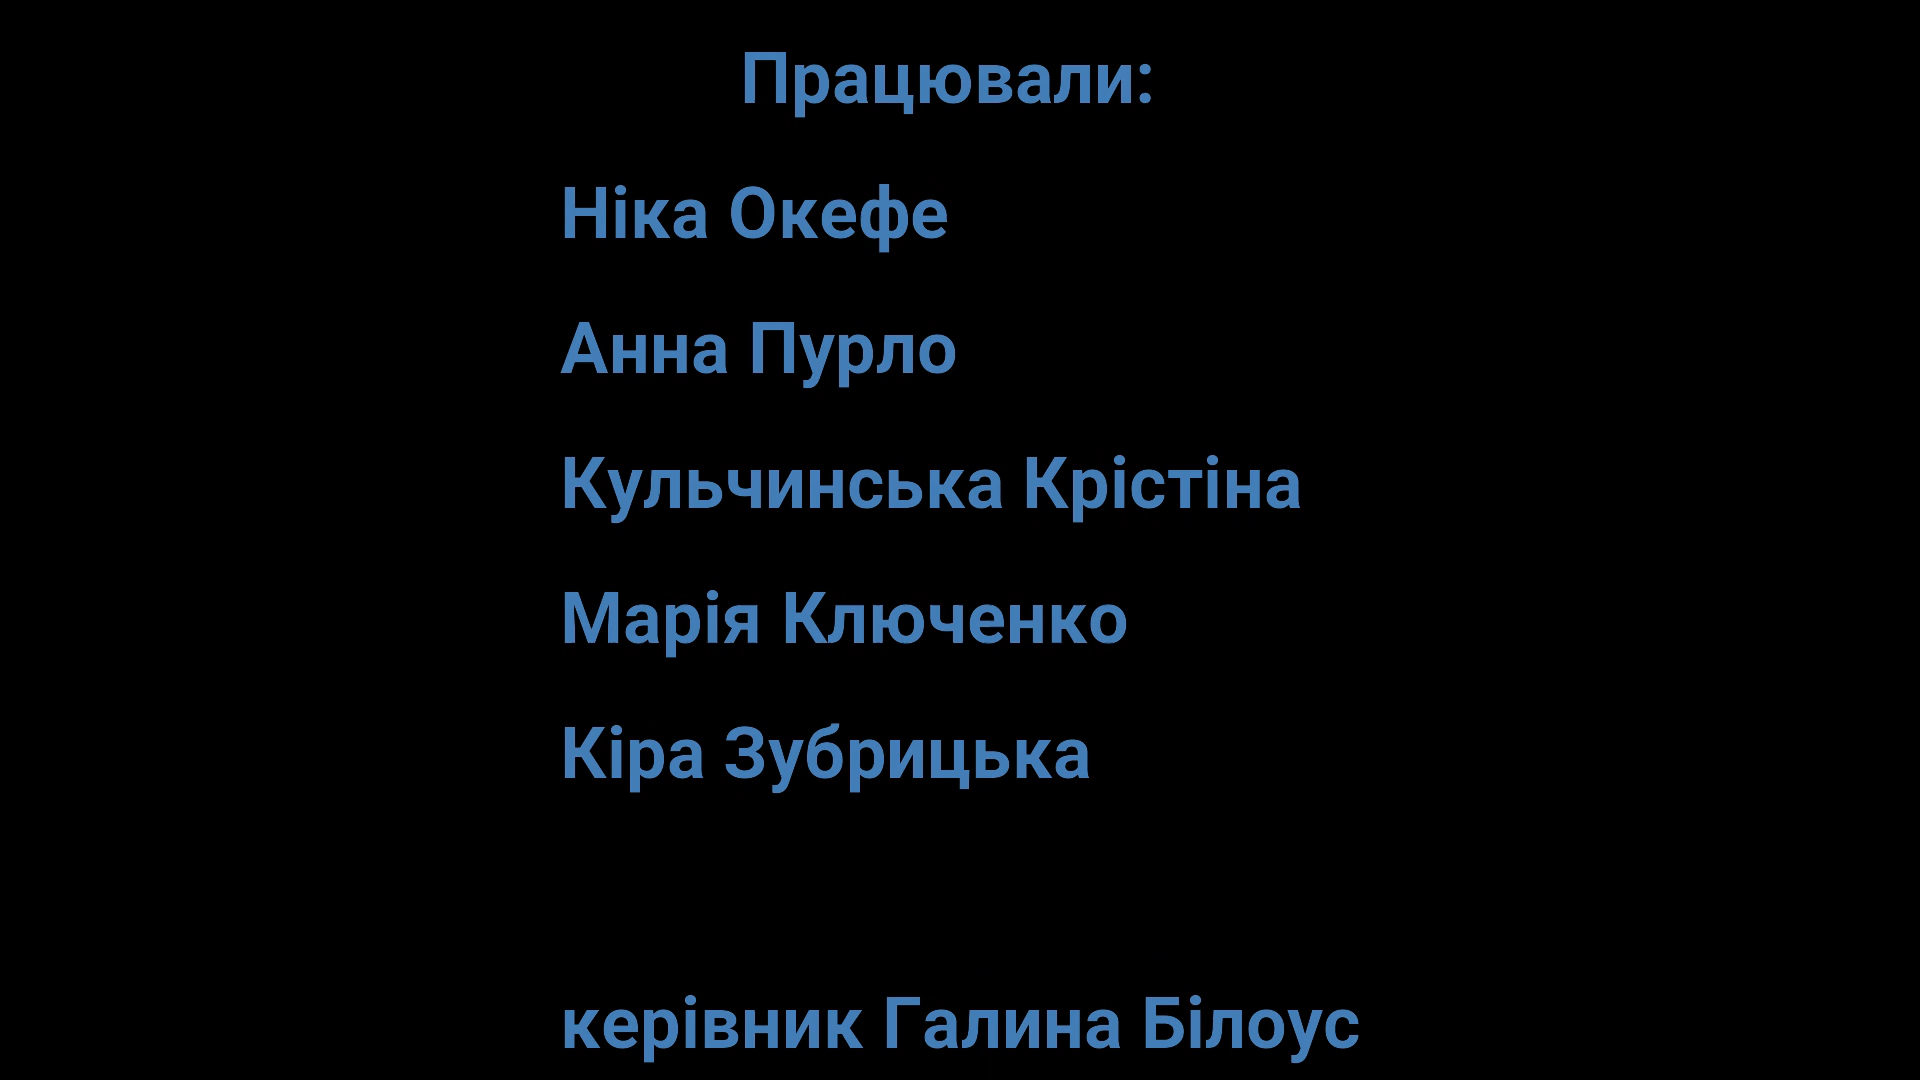 Працювали:
Ніка Окефе
Анна Пурло
Кульчинська Крістіна
Марія Ключенко
Кіра Зубрицька
керівник Галина Білоус